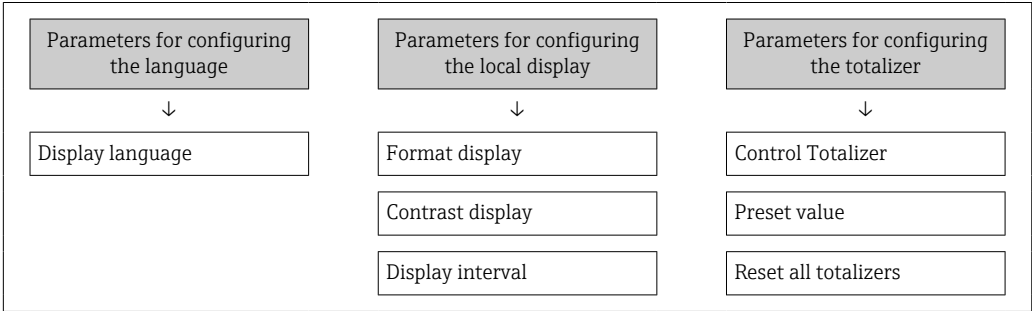 Parameters for configuring
the language
↓
Display language
Parameters for configuring
the local display
↓
Format display
Contrast display
Display interval
Parameters for configuring
the totalizer
↓
Control Totalizer
Preset value
Reset all totalizers